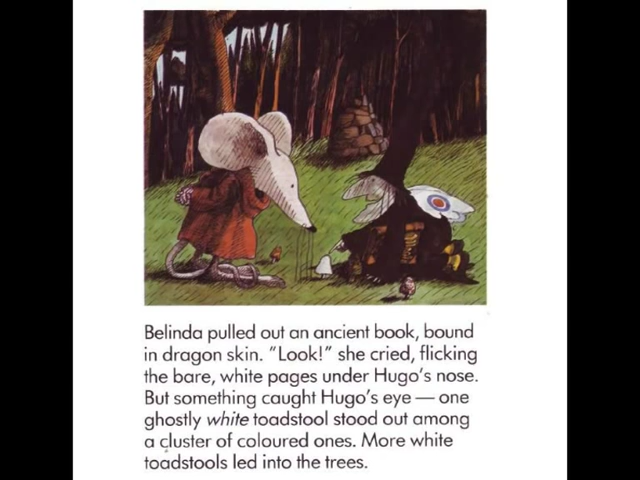 Belinda pulled out an ancient book, bound
in dragon skin. "Look!" she cried, flicking
the bare, white pages under Hugo's nose.
But something caught Hugo's eye — one
ghostly white toadstool stood out among
a cluster of coloured ones. More white
toadstools led into the trees.